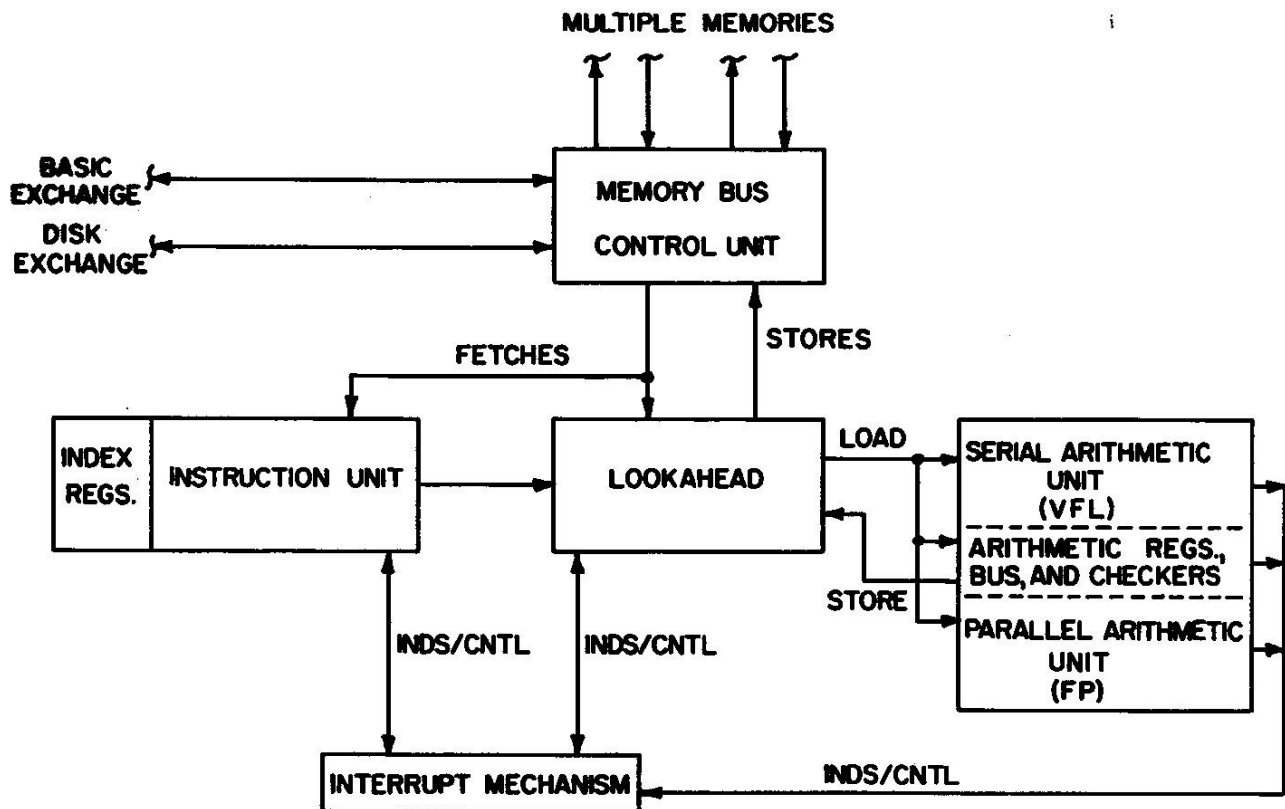 MULTIPLE MEMORIES
BASIC
EXCHANGE
DISK
EXCHANGE
MEMORY BUS
CONTROL UNIT
FETCHES
STORES
INDEX
REGS.
INSTRUCTION UNIT
LOOKAHEAD
LOAD
STORE
SERIAL ARITHMETIC
UNIT
(VFL)
ARITHMETIC REGS.,
BUS, AND CHECKERS
PARALLEL ARITHMETIC
UNIT
(FP)
INDS/CNTL
INDS/CNTL
INTERRUPT MECHANISM
INDS/CNTL